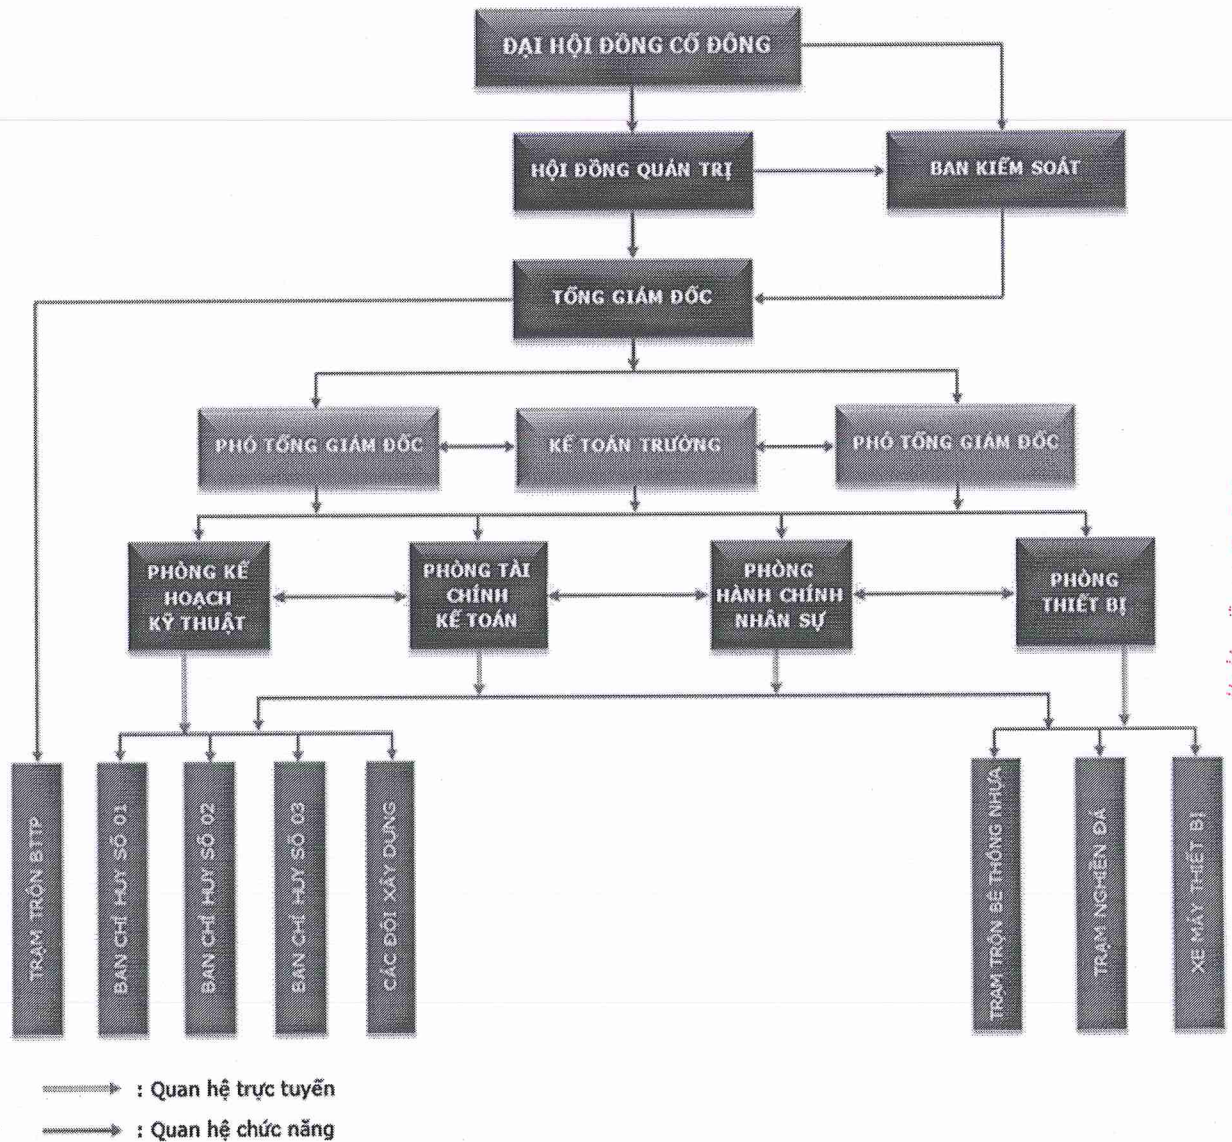 ĐẠI HỘI ĐỒNG CỔ ĐÔNG
HỘI ĐỒNG QUẢN TRỊ
BAN KIỂM SOÁT
TỔNG GIÁM ĐỐC
PHÓ TỔNG GIÁM ĐỐC
KẾ TOÁN TRƯỞNG
PHÓ TỔNG GIÁM ĐỐC
PHÒNG KẾ
HOẠCH
KỸ THUẬT
PHÒNG TÀI
CHÍNH
KẾ TOÁN
PHÒNG
HÀNH CHÍNH
NHÂN SỰ
PHÒNG
THIẾT BỊ
TRẠM TRỘN BTTP
BAN CHỈ HUY SỐ 01
BAN CHỈ HUY SỐ 02
BAN CHỈ HUY SỐ 03
CÁC ĐỘI XÂY DỰNG
TRẠM TRỘN BÊ THÔNG NHỰA
TRẠM NGHIỀN ĐÁ
XE MÁY THIẾT BỊ
: Quan hệ trực tuyến
: Quan hệ chức năng